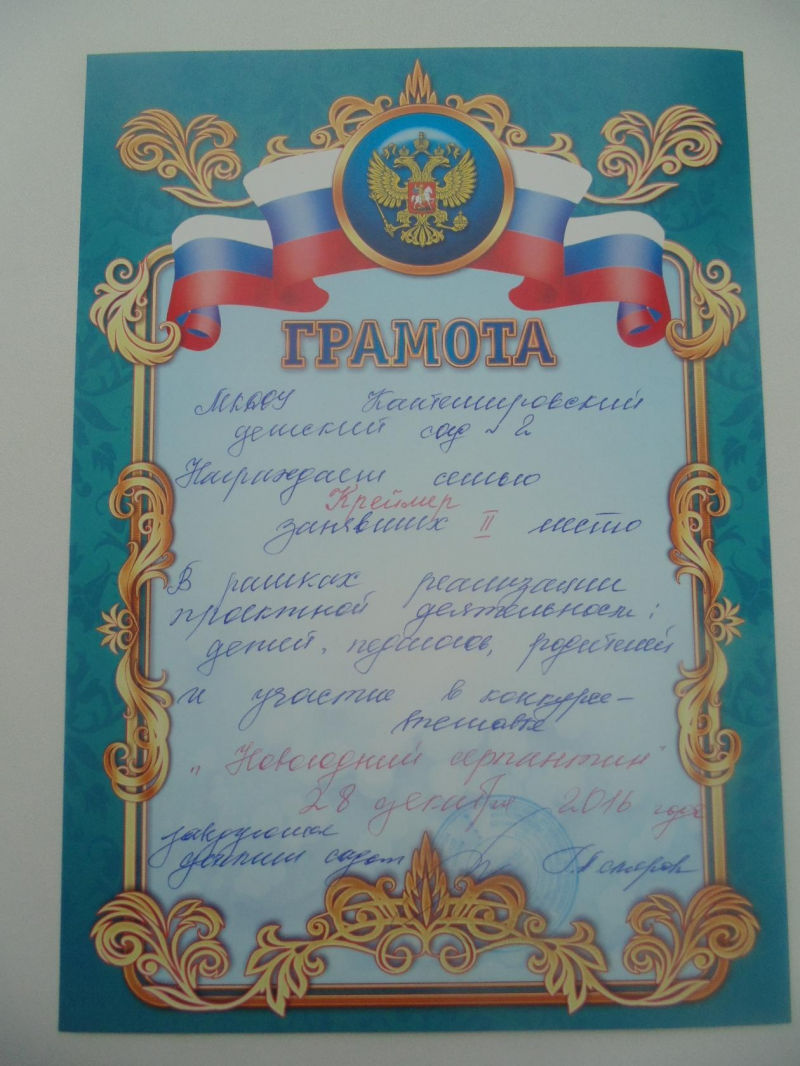 ГРАМОТА
МКДОУ Кантемировский
детский сад № 2
Награждает семью
Креймер
занявших II место
В рамках реализации
проектной деятельности:
детей, педагогов, родителей
и участие в конкурсе-
выставке
"Новогодний серпантин"
28 декабря 2016 года
заведующая
детским садом